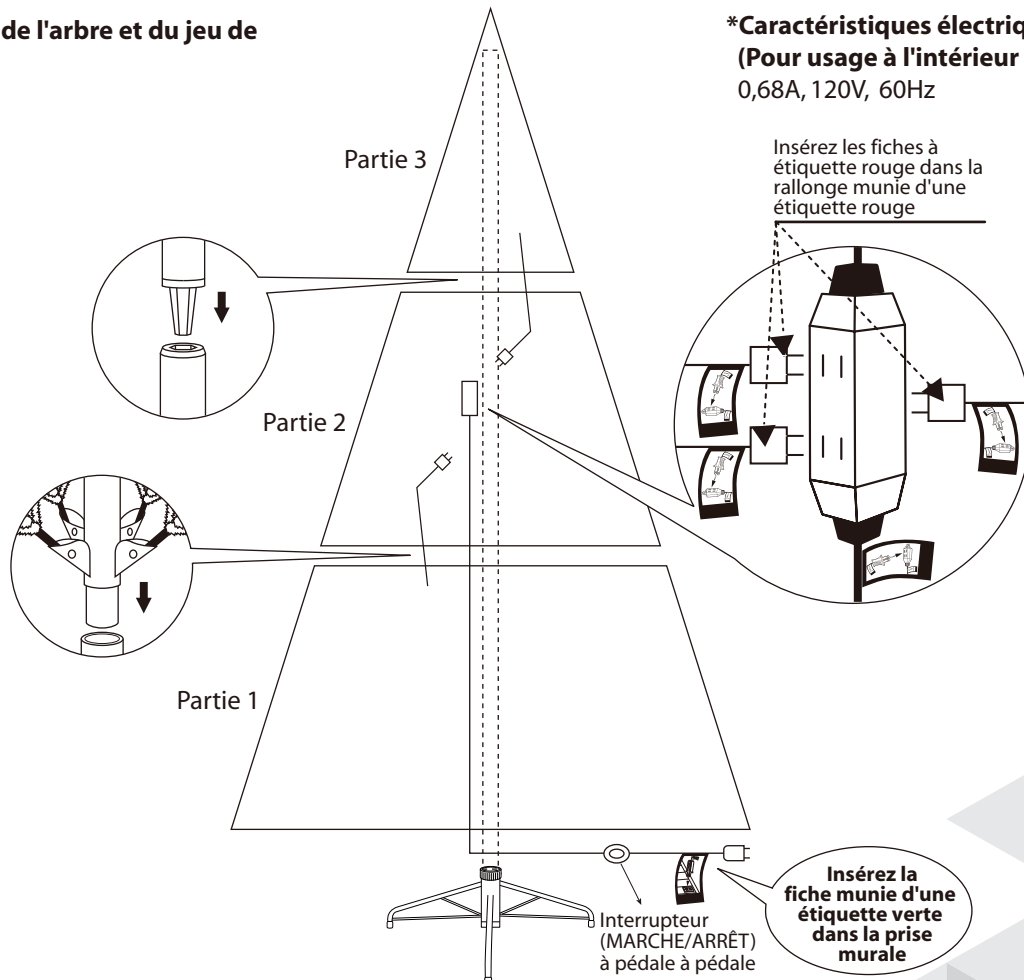 de l'arbre et du jeu de
*Caractéristiques électriq
(Pour usage à l'intérieur
0,68A, 120V, 60Hz
Partie 3
Insérez les fiches à
étiquette rouge dans la
rallonge munie d'une
étiquette rouge
Partie 2
Partie 1
Interrupteur
(MARCHE/ARRÊT)
à pédale à pédale
Insérez la
fiche munie d'une
étiquette verte
dans la prise
murale